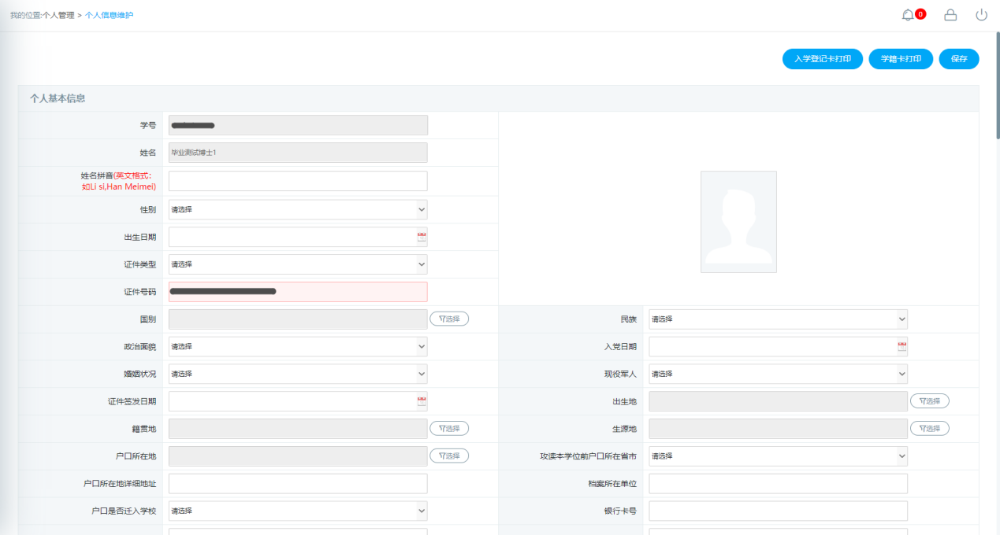 我的位置:个人管理 > 个人信息维护
0
入学登记卡打印 学籍卡打印 保存
个人基本信息
学号
姓名 毕业测试博士1
姓名拼音(英文格式:
如Li si,Han Meimei)
性别 请选择
出生日期
证件类型 请选择
证件号码
国别 选择 民族 请选择
政治面貌 请选择 入党日期
婚姻状况 请选择 现役军人 请选择
证件签发日期 出生地 选择
籍贯地 选择 生源地 选择
户口所在地 选择 攻读本学位前户口所在省市 请选择
户口所在地详细地址 档案所在单位
户口是否迁入学校 请选择 银行卡号